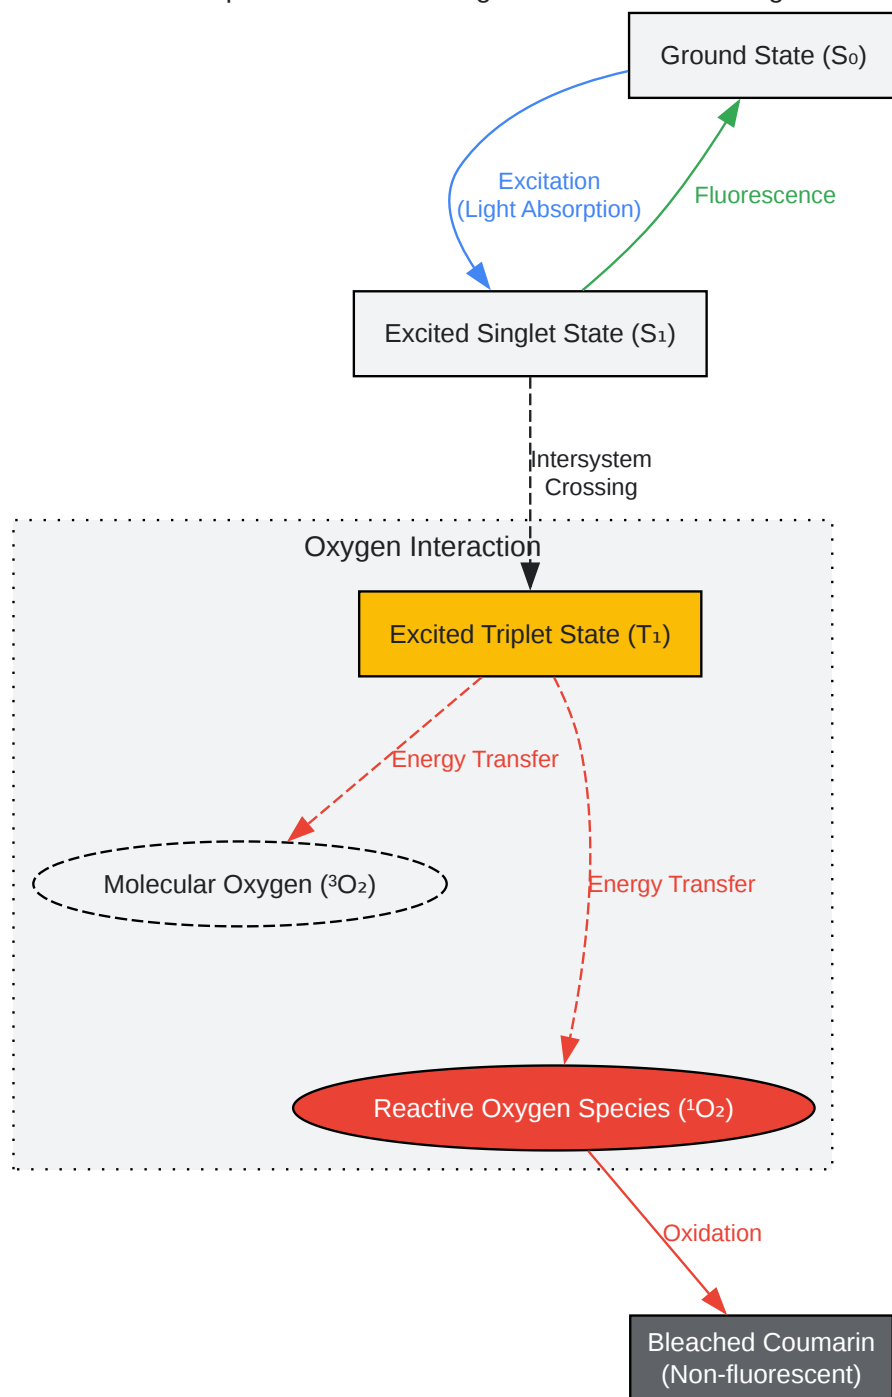 Ground State (S₀)
Excitation
(Light Absorption)
Fluorescence
Excited Singlet State (S₁)
Intersystem
Crossing
Oxygen Interaction
Excited Triplet State (T₁)
Energy Transfer
Molecular Oxygen (³O₂)
Energy Transfer
Reactive Oxygen Species (¹O₂)
Oxidation
Bleached Coumarin
(Non-fluorescent)